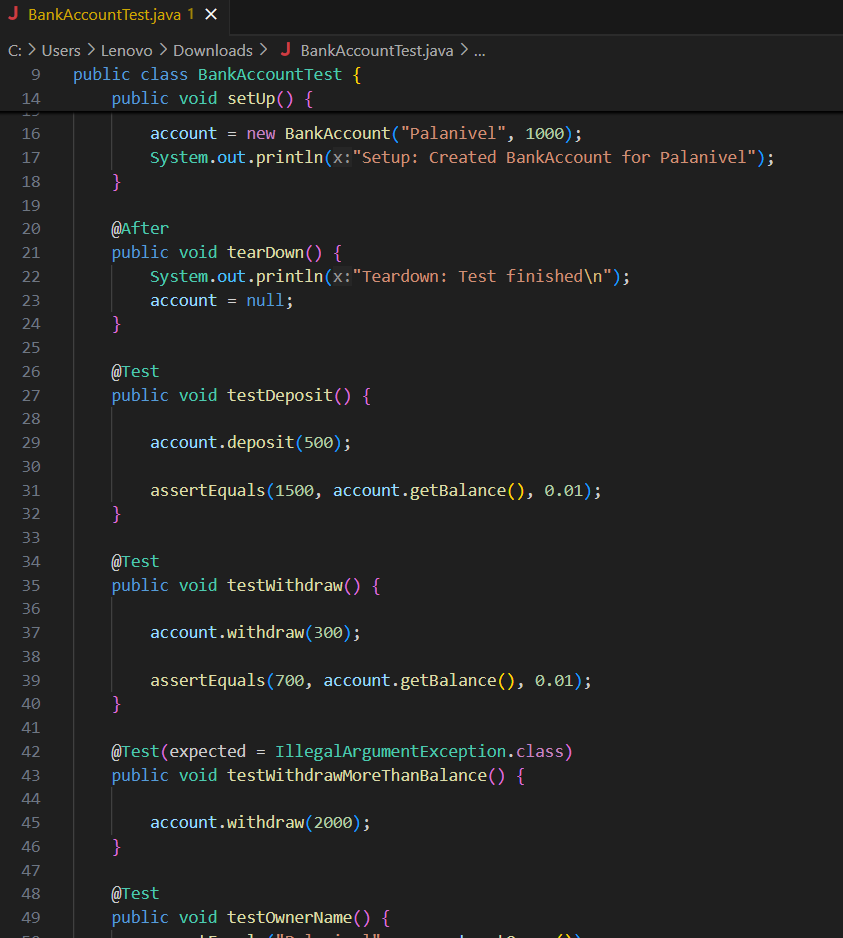 J BankAccountTest.java 1 ×
C: > Users > Lenovo > Downloads > J BankAccountTest.java > ...
9 public class BankAccountTest {
14 public void setUp() {
16 account = new BankAccount("Palanivel", 1000);
17 System.out.println(x:"Setup: Created BankAccount for Palanivel");
18 }
19
20 @After
21 public void tearDown() {
22 System.out.println(x:"Teardown: Test finished\n");
23 account = null;
24 }
25
26 @Test
27 public void testDeposit() {
28
29 account.deposit(500);
30
31 assertEquals(1500, account.getBalance(), 0.01);
32 }
33
34 @Test
35 public void testWithdraw() {
36
37 account.withdraw(300);
38
39 assertEquals(700, account.getBalance(), 0.01);
40 }
41
42 @Test(expected = IllegalArgumentException.class)
43 public void testWithdrawMoreThanBalance() {
44
45 account.withdraw(2000);
46 }
47
48 @Test
49 public void testOwnerName() {